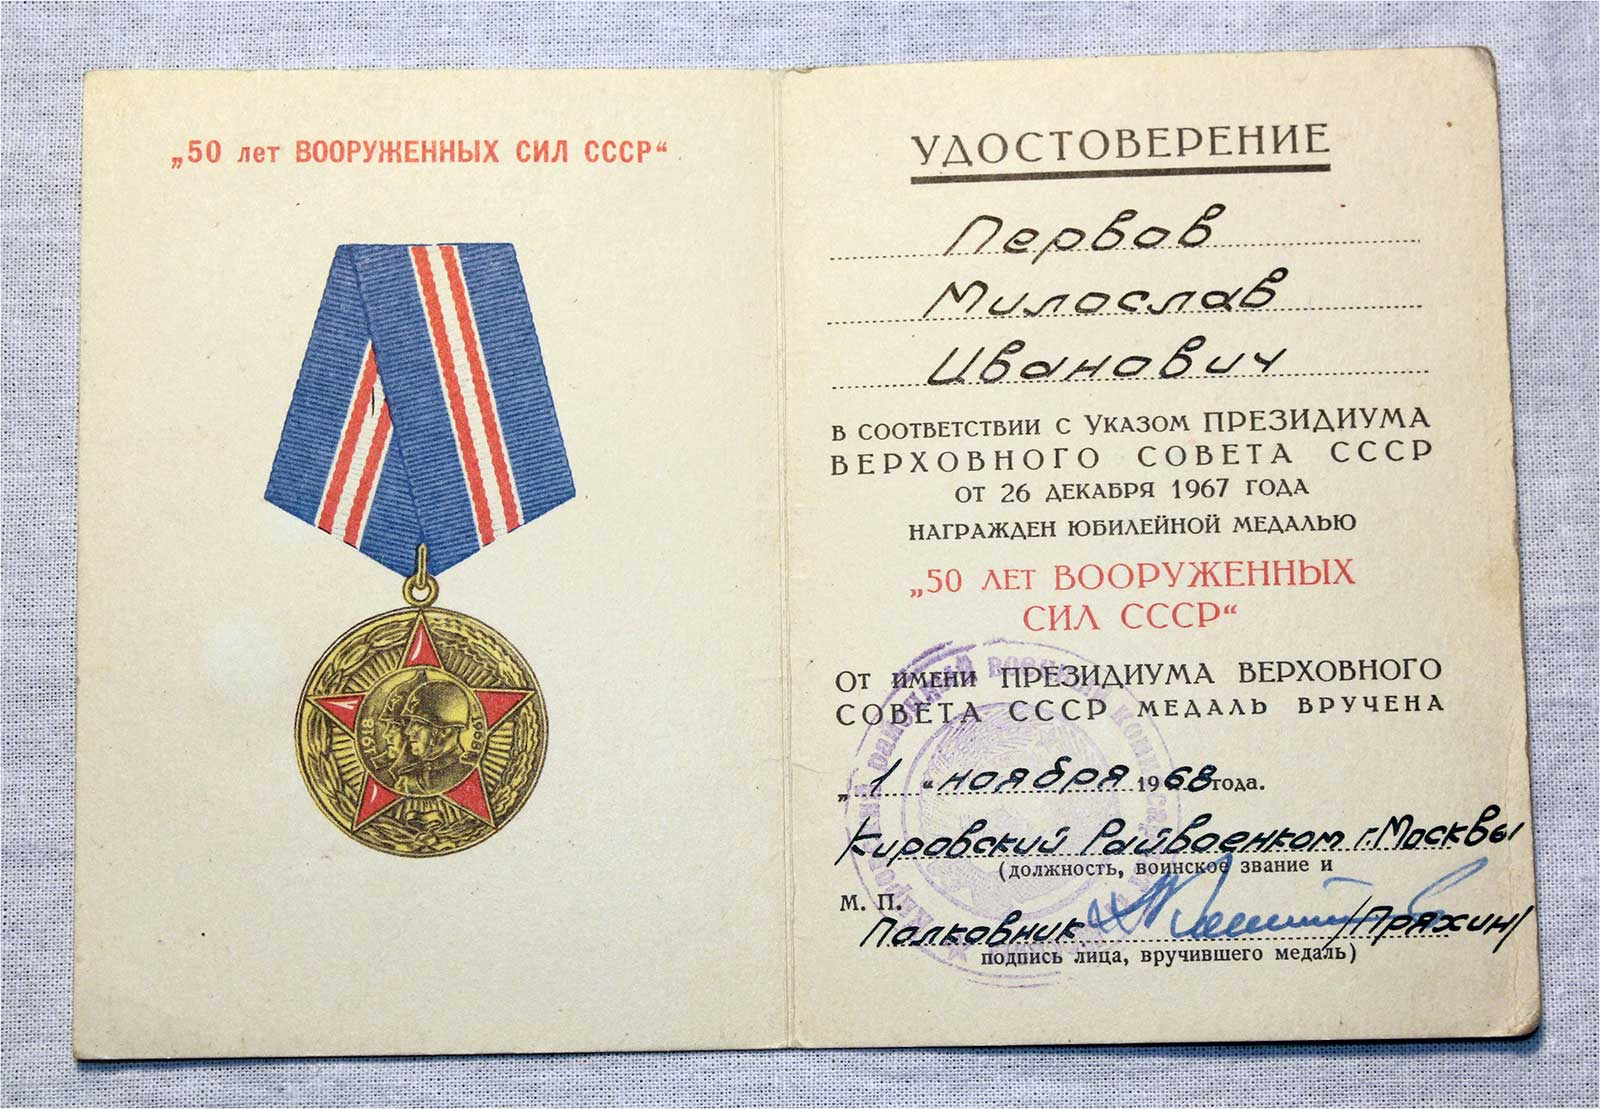 „50 лет ВООРУЖЕННЫХ СИЛ СССР“
1918
1968
УДОСТОВЕРЕНИЕ
Первов
Милослав
Иванович
В СООТВЕТСТВИИ С УКАЗОМ ПРЕЗИДИУМА
ВЕРХОВНОГО СОВЕТА СССР
ОТ 26 ДЕКАБРЯ 1967 ГОДА
НАГРАЖДЕН ЮБИЛЕЙНОЙ МЕДАЛЬЮ
„50 ЛЕТ ВООРУЖЕННЫХ
СИЛ СССР“
ОТ ИМЕНИ ПРЕЗИДИУМА ВЕРХОВНОГО
СОВЕТА СССР МЕДАЛЬ ВРУЧЕНА
„1“ ноября 1968 года.
Кировский Райвоенком г. Москвы
(должность, воинское звание и
М. П.
Полковник /Пряхин/
подпись лица, вручившего медаль)